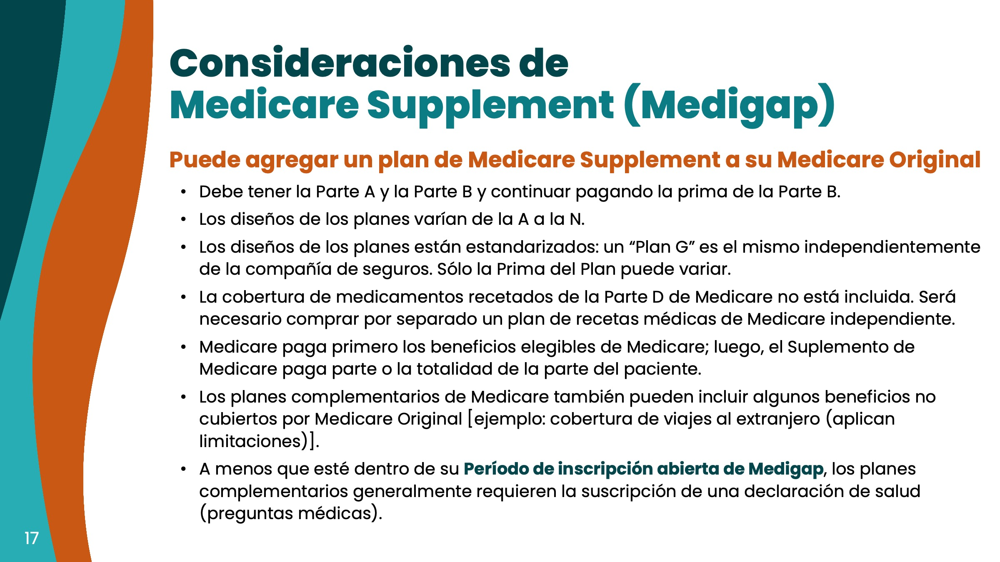 Consideraciones de
Medicare Supplement (Medigap)
Puede agregar un plan de Medicare Supplement a su Medicare Original
• Debe tener la Parte A y la Parte B y continuar pagando la prima de la Parte B.
• Los diseños de los planes varían de la A a la N.
• Los diseños de los planes están estandarizados: un “Plan G” es el mismo independientemente
de la compañía de seguros. Sólo la Prima del Plan puede variar.
• La cobertura de medicamentos recetados de la Parte D de Medicare no está incluida. Será
necesario comprar por separado un plan de recetas médicas de Medicare independiente.
• Medicare paga primero los beneficios elegibles de Medicare; luego, el Suplemento de
Medicare paga parte o la totalidad de la parte del paciente.
• Los planes complementarios de Medicare también pueden incluir algunos beneficios no
cubiertos por Medicare Original [ejemplo: cobertura de viajes al extranjero (aplican
limitaciones)].
• A menos que esté dentro de su Período de inscripción abierta de Medigap, los planes
complementarios generalmente requieren la suscripción de una declaración de salud
(preguntas médicas).
17